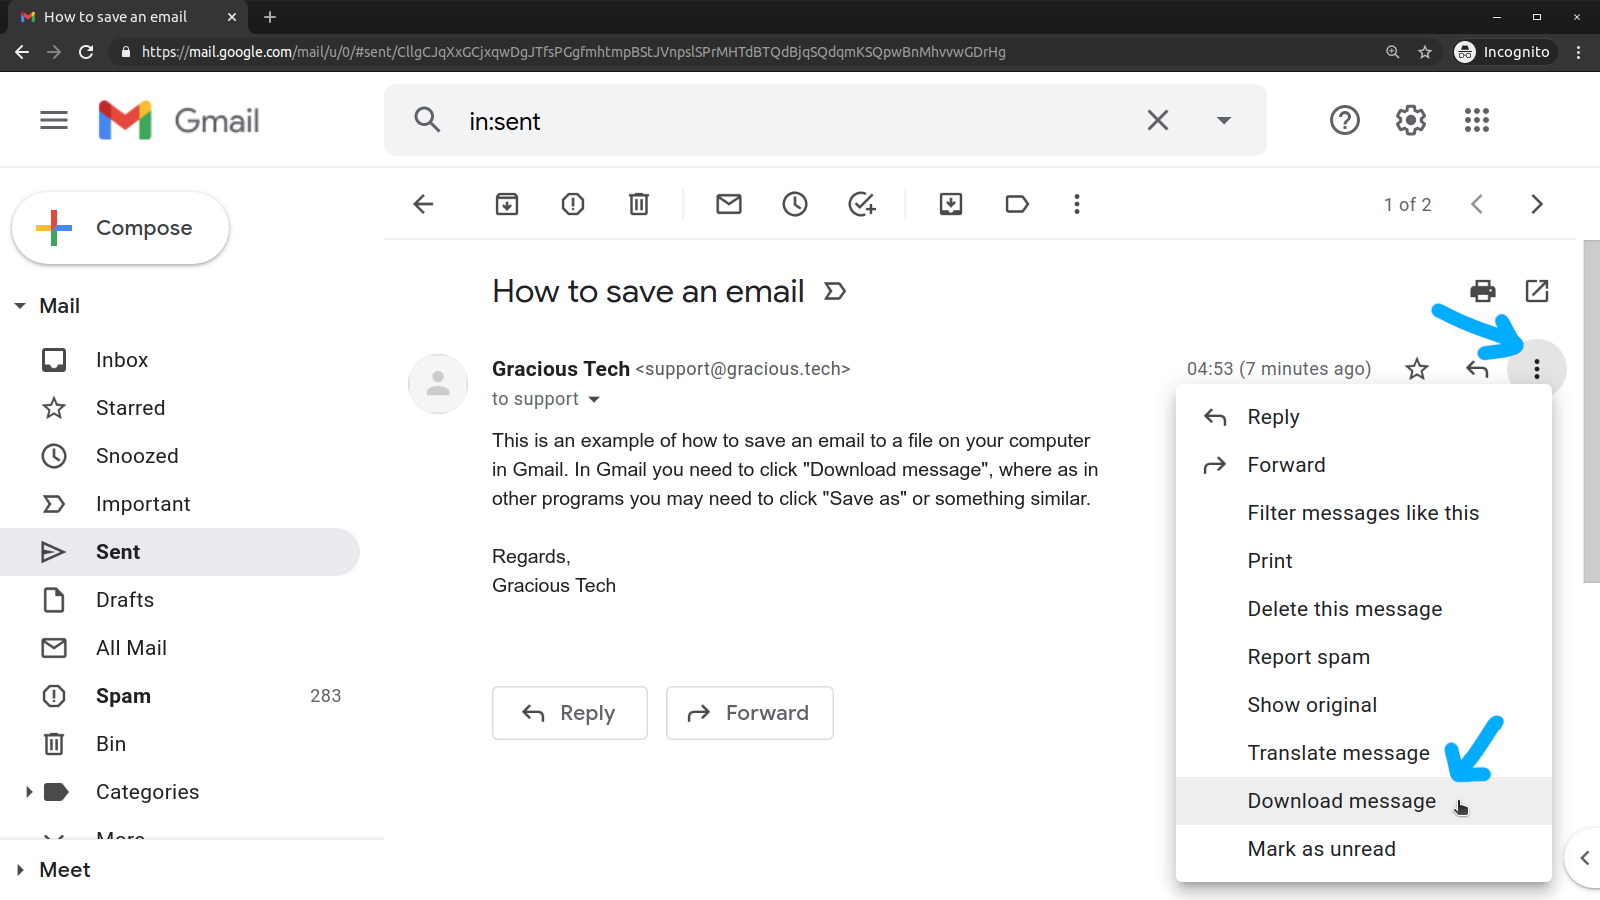 How to save an email
https://mail.google.com/mail/u/0/#sent/CllgCJqXxGCjxqwDgJTfsPGgfmhtmpBStJVnpslSPrMHTdBTQdBjqSQdqmKSQpwBnMhvvwGDrHg
Incognito
Gmail
in:sent
Compose
1 of 2
Mail
Inbox
Starred
Snoozed
Important
Sent
Drafts
All Mail
Spam 283
Bin
Categories
More
Meet
How to save an email
Gracious Tech <support@gracious.tech>
04:53 (7 minutes ago)
to support
This is an example of how to save an email to a file on your computer
in Gmail. In Gmail you need to click "Download message", where as in
other programs you may need to click "Save as" or something similar.
Regards,
Gracious Tech
Reply
Forward
Reply
Forward
Filter messages like this
Print
Delete this message
Report spam
Show original
Translate message
Download message
Mark as unread